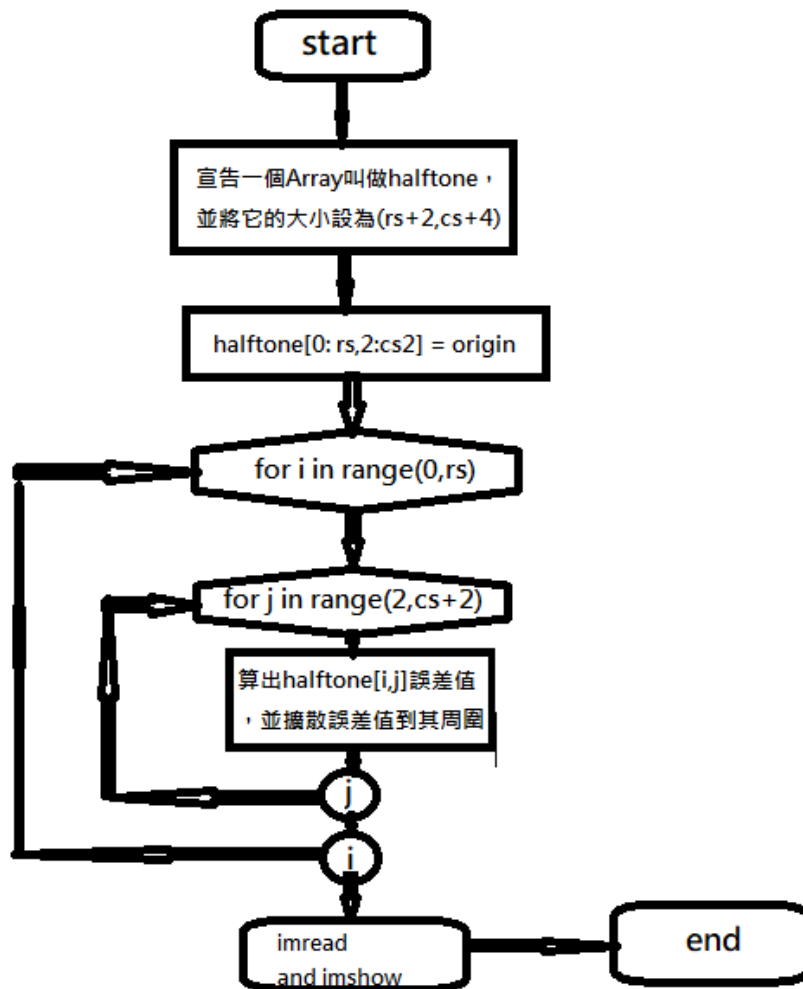 start
宣告一個Array叫做halftone，
並將它的大小設為(rs+2,cs+4)
halftone[0: rs,2:cs2] = origin
for i in range(0,rs)
for j in range(2,cs+2)
算出halftone[i,j]誤差值
，並擴散誤差值到其周圍
j
i
imread
and imshow
end